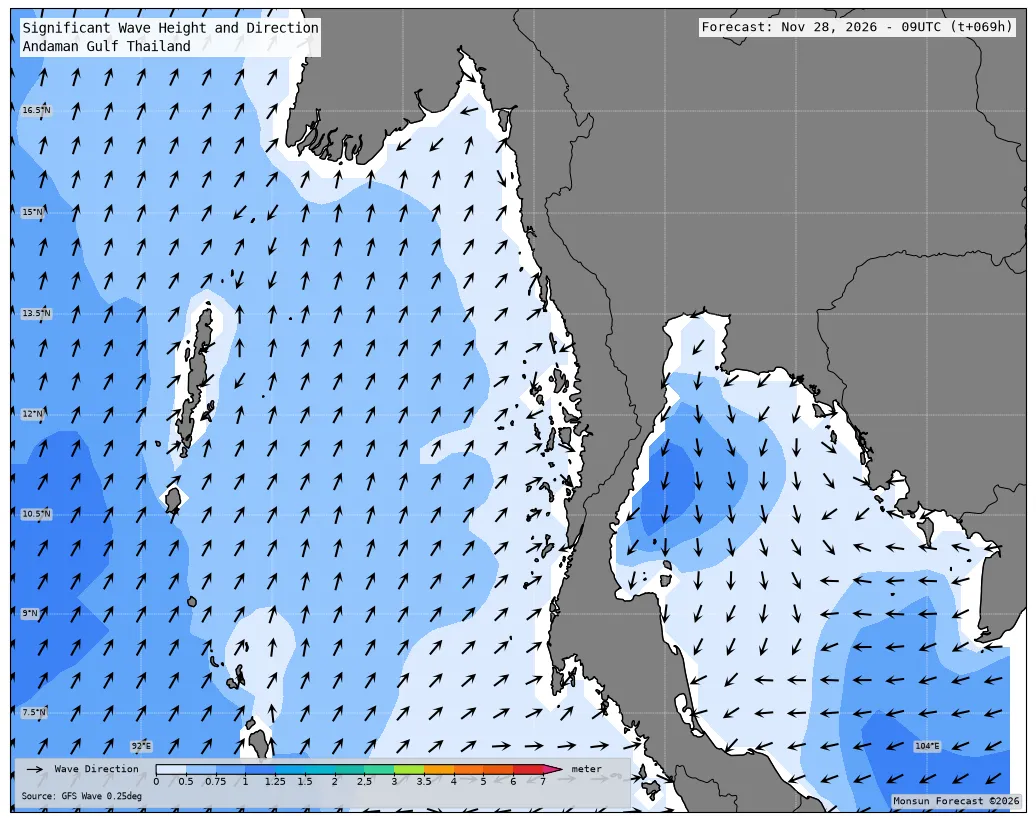 Significant Wave Height and Direction
Andaman Gulf Thailand
Forecast: Nov 28, 2026 - 09UTC (t+069h)
16.5°N
15°N
13.5°N
12°N
10.5°N
9°N
7.5°N
92°E
104°E
Wave Direction
meter
0 0.5 0.75 1 1.25 1.5 2 2.5 3 3.5 4 5 6 7
Source: GFS Wave 0.25deg
Monsun Forecast ©2026